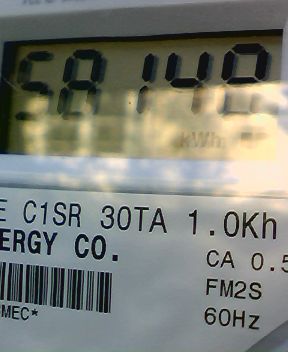 58148
kWh
E C1SR 30TA 1.0Kh
ERGY CO.
CA 0.5
FM2S
MEC*
60Hz